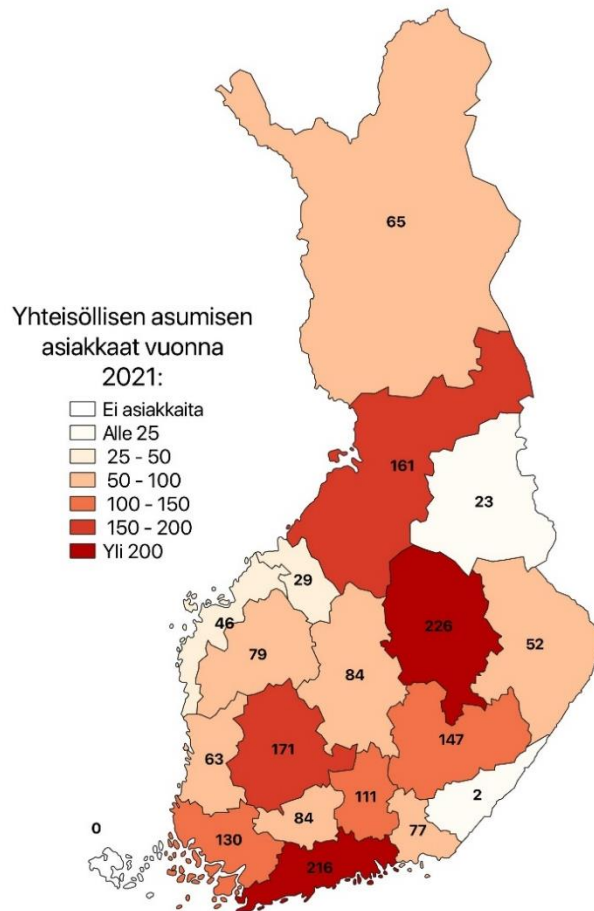 65
Yhteisöllisen asumisen
asiakkaat vuonna
2021:
Ei asiakkaita
Alle 25
25 - 50
50 - 100
100 - 150
150 - 200
Yli 200
161
23
29
46
226
79
52
84
147
171
63
2
111
84
0
77
130
216